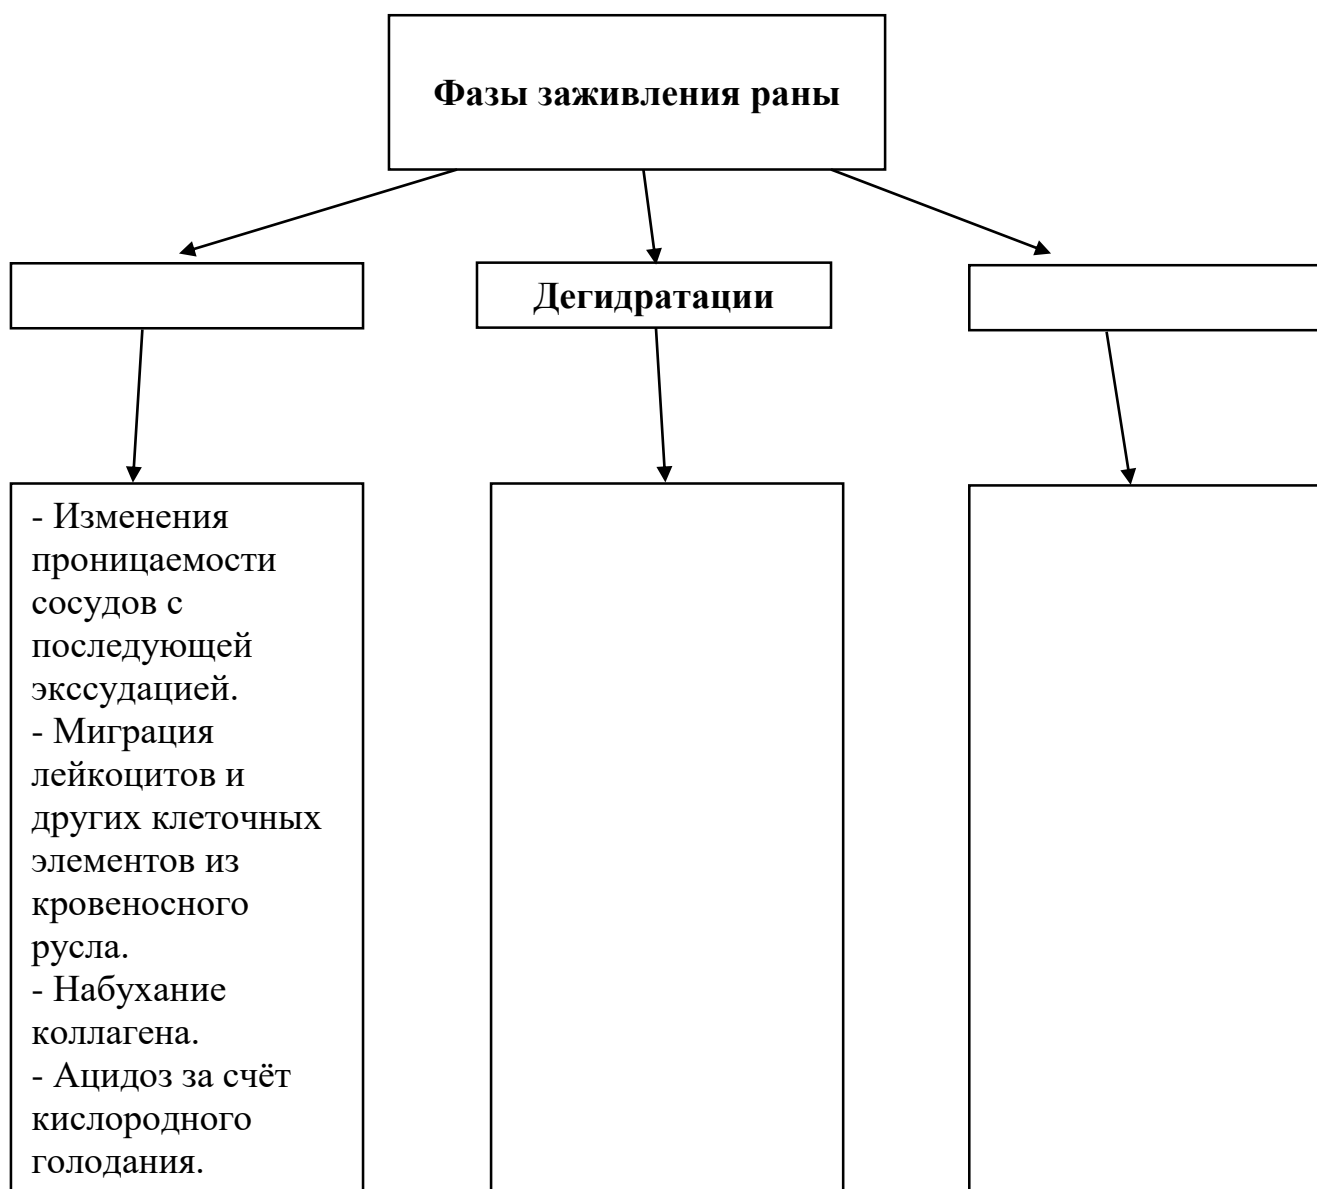 Фазы заживления раны
Дегидратации
- Изменения
проницаемости
сосудов с
последующей
экссудацией.
- Миграция
лейкоцитов и
других клеточных
элементов из
кровеносного
русла.
- Набухание
коллагена.
- Ацидоз за счёт
кислородного
голодания.